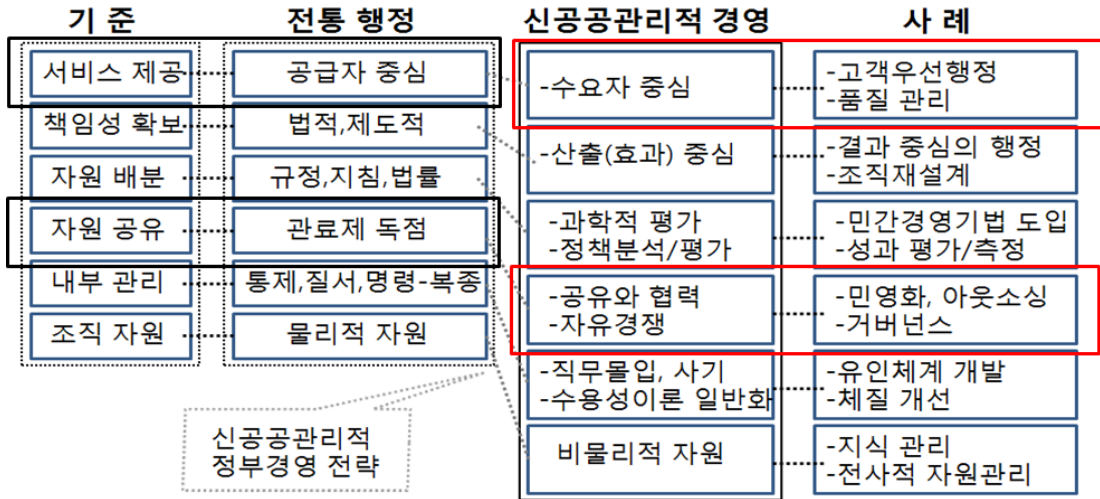 기 준 전통 행정 신공공관리적 경영 사 례
서비스 제공 공급자 중심 -수요자 중심 -고객우선행정
-품질 관리
책임성 확보 법적,제도적 -산출(효과) 중심 -결과 중심의 행정
-조직재설계
자원 배분 규정,지침,법률 -과학적 평가 -민간경영기법 도입
-정책분석/평가 -성과 평가/측정
자원 공유 관료제 독점 -공유와 협력 -민영화, 아웃소싱
-자유경쟁 -거버넌스
내부 관리 통제,질서,명령-복종 -직무몰입, 사기 -유인체계 개발
-수용성이론 일반화 -체질 개선
조직 자원 물리적 자원 비물리적 자원 -지식 관리
-전사적 자원관리
신공공관리적
정부경영 전략